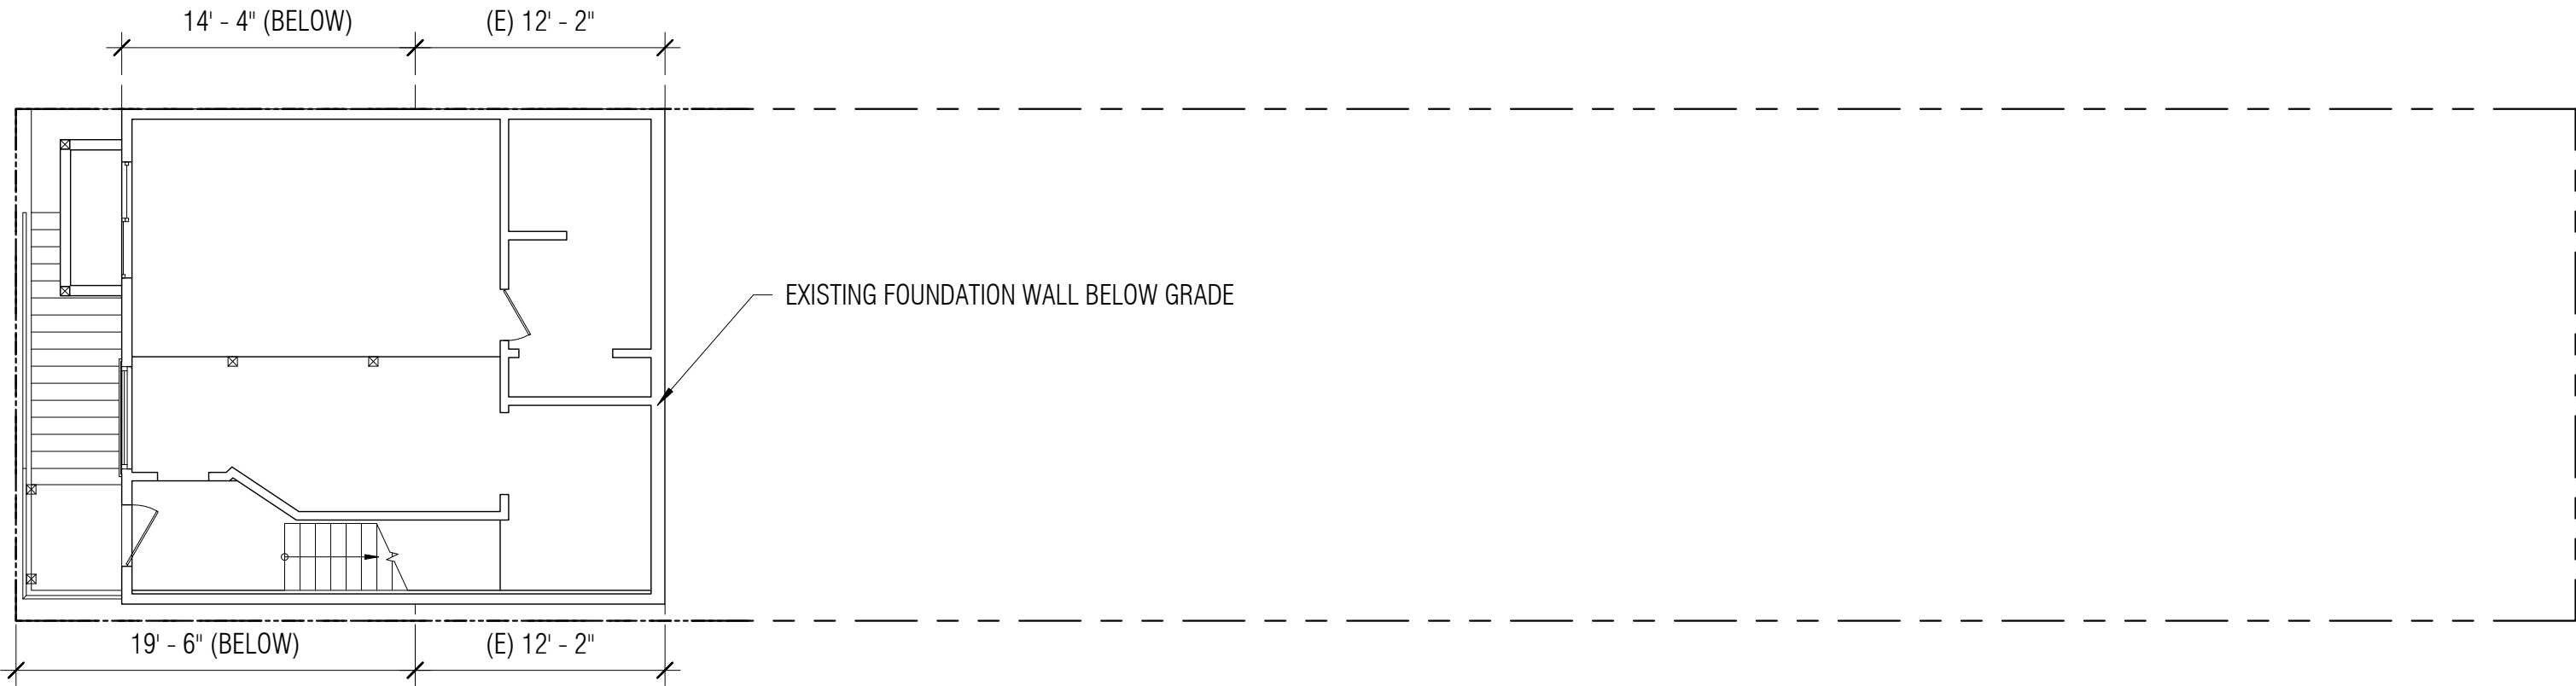 14' - 4" (BELOW)
(E) 12' - 2"
EXISTING FOUNDATION WALL BELOW GRADE
19' - 6" (BELOW)
(E) 12' - 2"